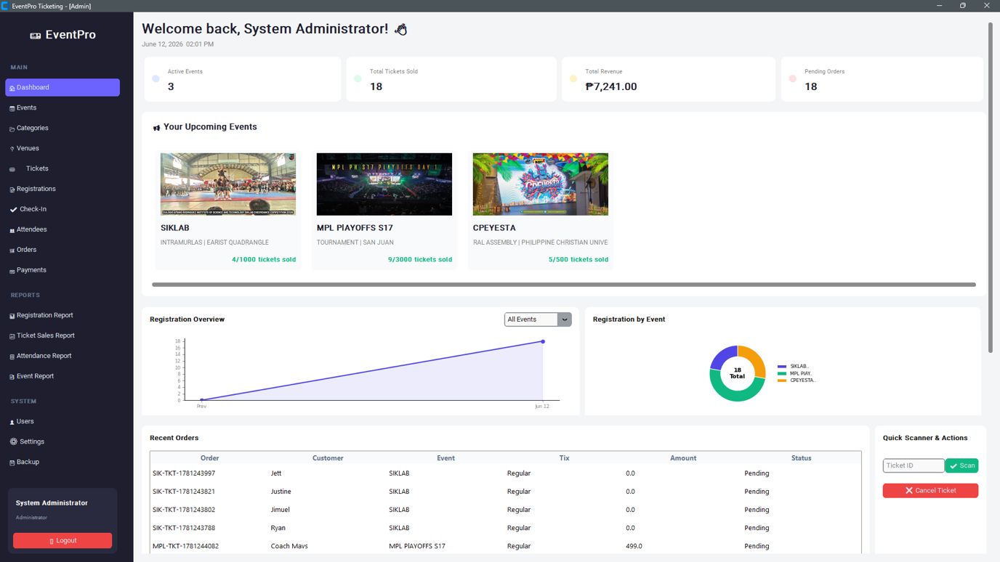 EventPro Ticketing - [Admin]
EventPro
MAIN
Dashboard
Events
Categories
Venues
Tickets
Registrations
Check-In
Attendees
Orders
Payments
REPORTS
Registration Report
Ticket Sales Report
Attendance Report
Event Report
SYSTEM
Users
Settings
Backup
System Administrator
Administrator
Logout
Welcome back, System Administrator!
June 12, 2026 02:01 PM
Active Events
3
Total Tickets Sold
18
Total Revenue
₱7,241.00
Pending Orders
18
Your Upcoming Events
MPL PH S17 PLAYOFFS DAY 1
SIKLAB
INTRAMURLAS | EARIST QUADRANGLE
4/1000 tickets sold
MPL PlAYOFFS S17
TOURNAMENT | SAN JUAN
9/3000 tickets sold
CPEYESTA
RAL ASSEMBLY | PHILIPPINE CHRISTIAN UNIVE
5/500 tickets sold
Registration Overview
All Events
18
16
14
12
10
8
6
4
2
0
Prev
Jun 12
Registration by Event
18
Total
SIKLAB..
MPL PlAY..
CPEYESTA..
Recent Orders
Order Customer Event Tix Amount Status
SIK-TKT-1781243997 Jett SIKLAB Regular 0.0 Pending
SIK-TKT-1781243821 Justine SIKLAB Regular 0.0 Pending
SIK-TKT-1781243802 Jimuel SIKLAB Regular 0.0 Pending
SIK-TKT-1781243788 Ryan SIKLAB Regular 0.0 Pending
MPL-TKT-1781244082 Coach Mavs MPL PlAYOFFS S17 Regular 499.0 Pending
Quick Scanner & Actions
Ticket ID
Scan
Cancel Ticket